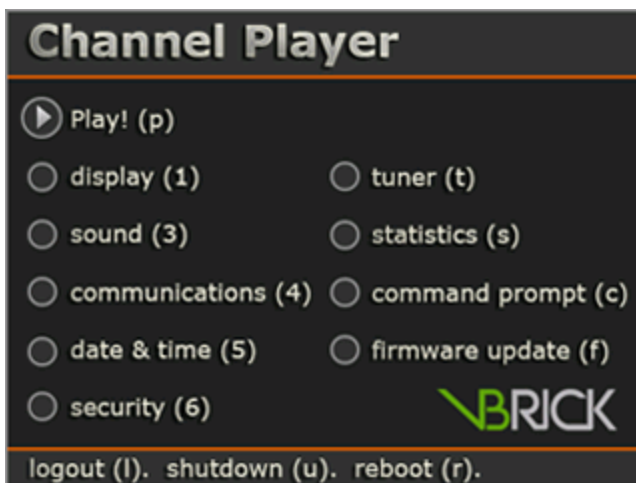 Channel Player
Play! (p)
display (1)
tuner (t)
sound (3)
statistics (s)
communications (4)
command prompt (c)
date & time (5)
firmware update (f)
security (6)
VBRICK
logout (l). shutdown (u). reboot (r).